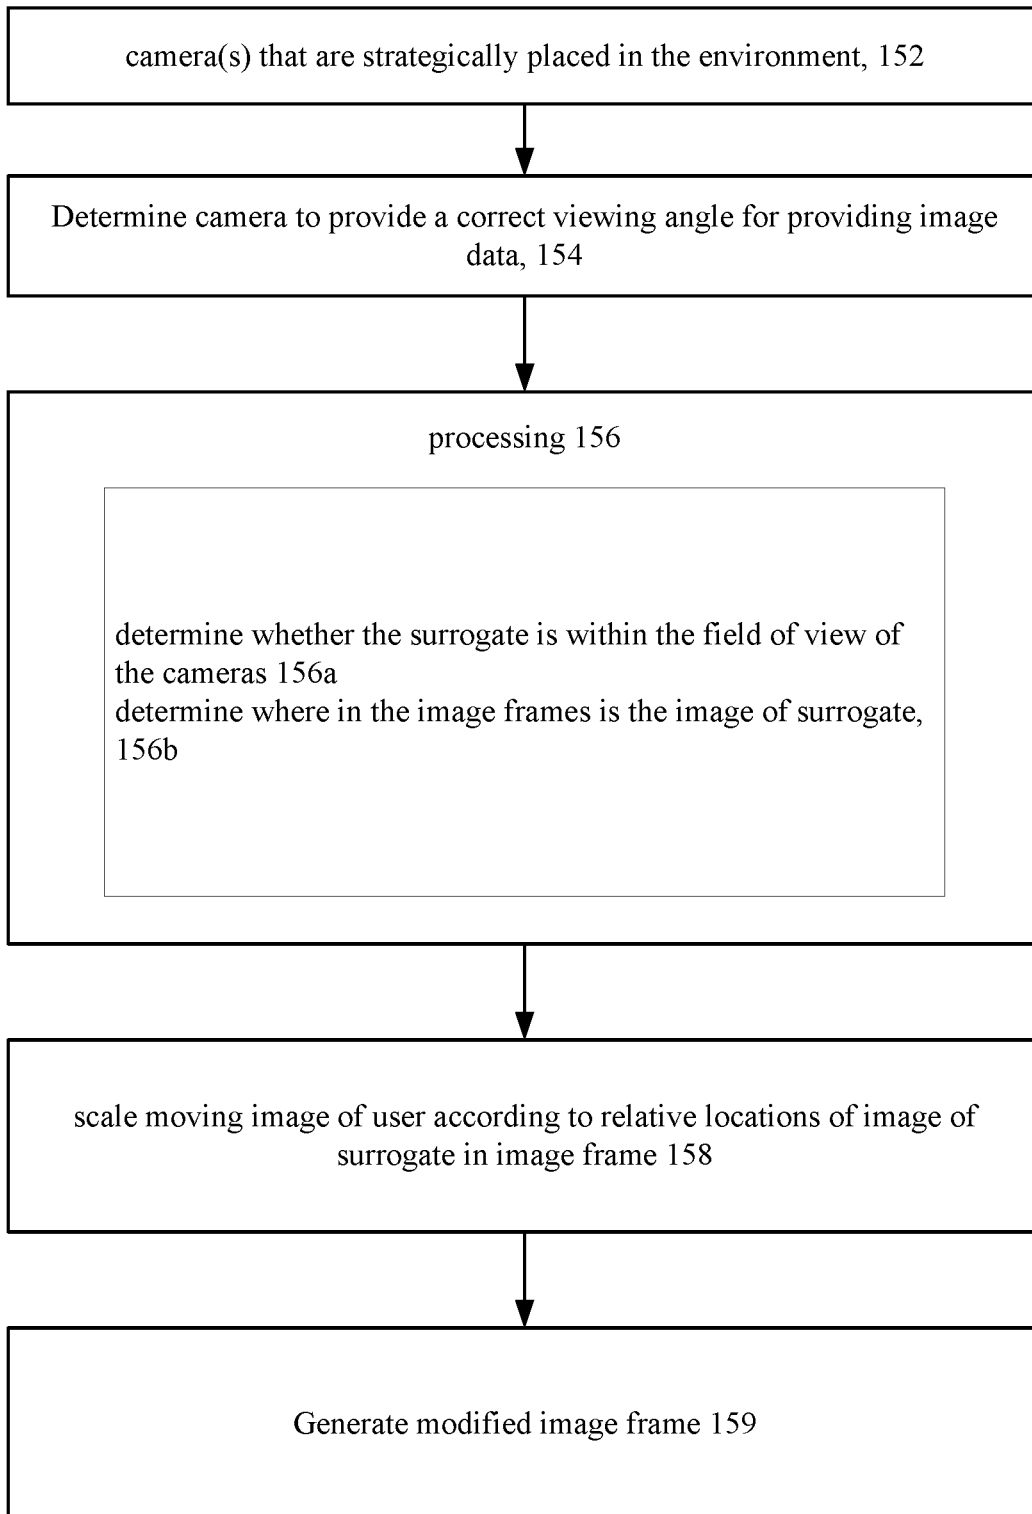 camera(s) that are strategically placed in the environment, 152
Determine camera to provide a correct viewing angle for providing image
data, 154
processing 156
determine whether the surrogate is within the field of view of
the cameras 156a
determine where in the image frames is the image of surrogate,
156b
scale moving image of user according to relative locations of image of
surrogate in image frame 158
Generate modified image frame 159